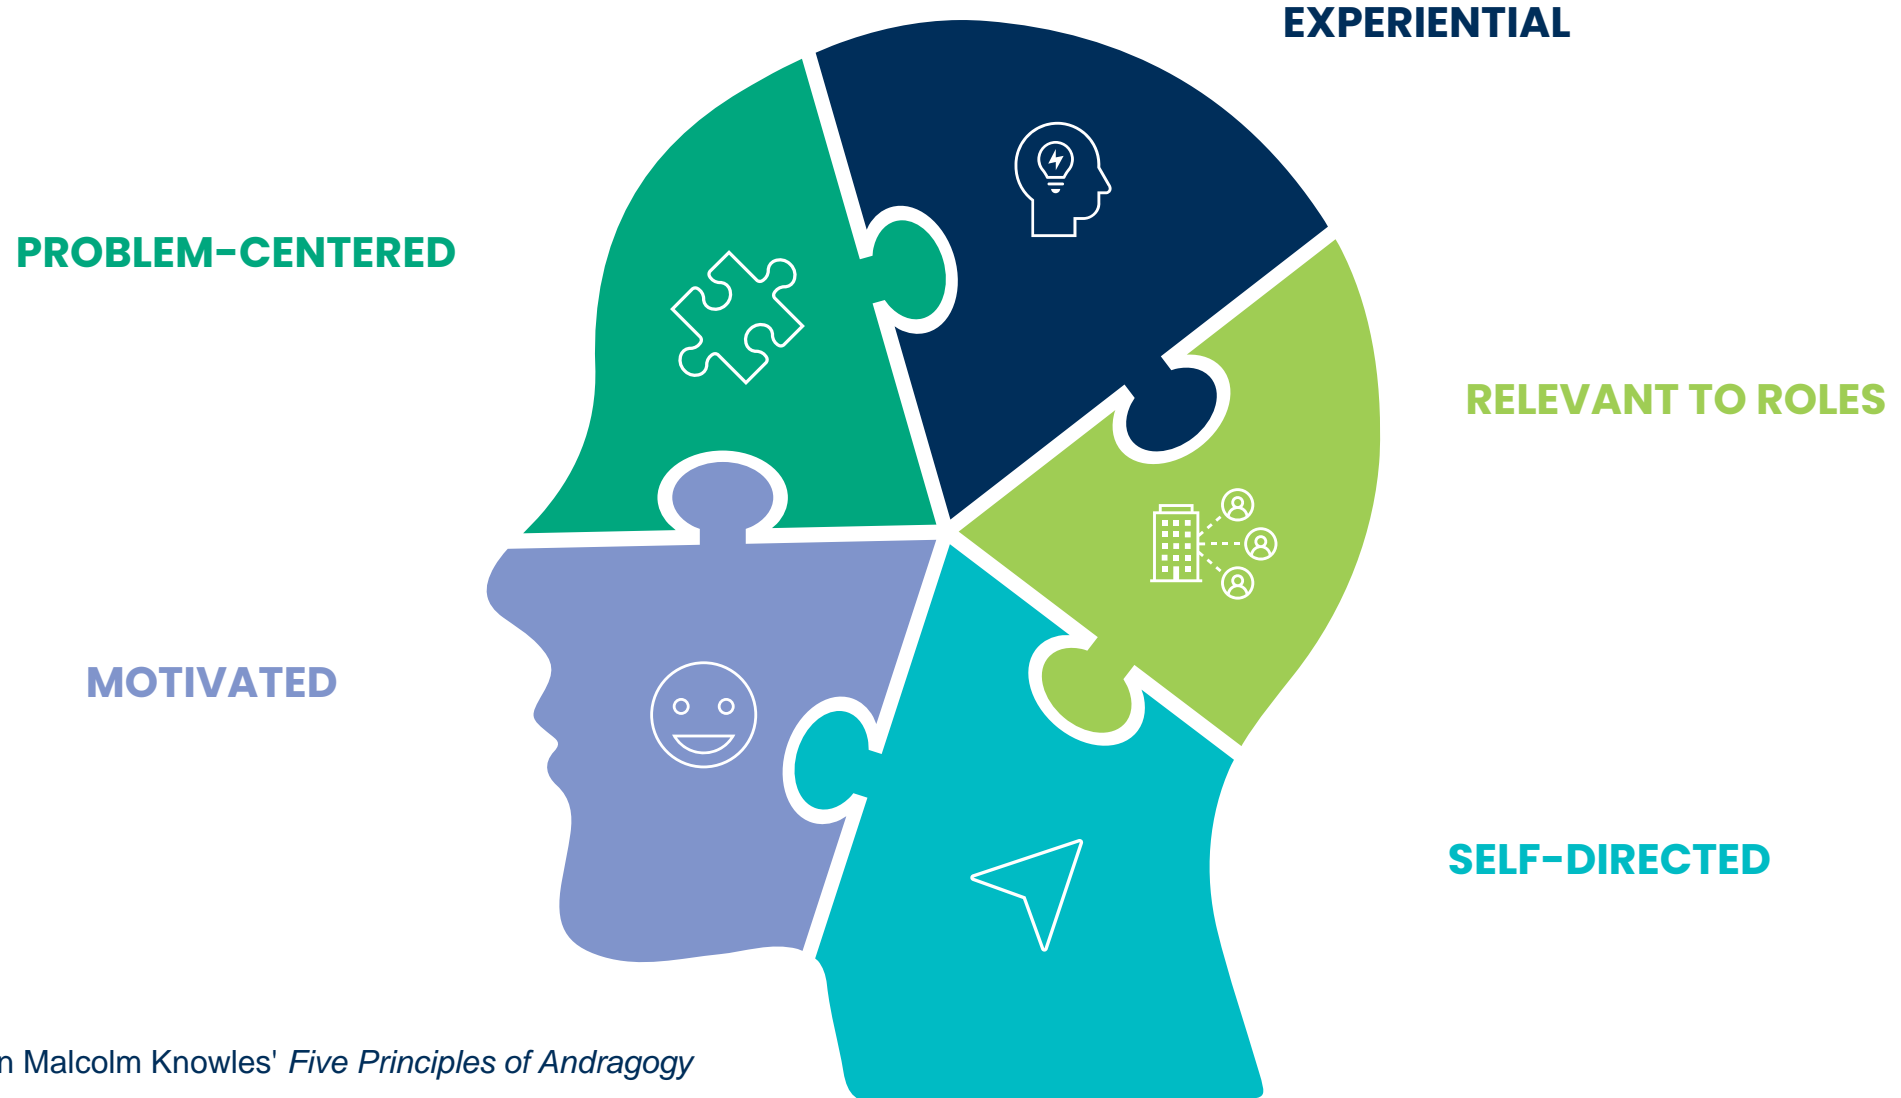 EXPERIENTIAL
PROBLEM-CENTERED
RELEVANT TO ROLES
MOTIVATED
SELF-DIRECTED
n Malcolm Knowles' Five Principles of Andragogy